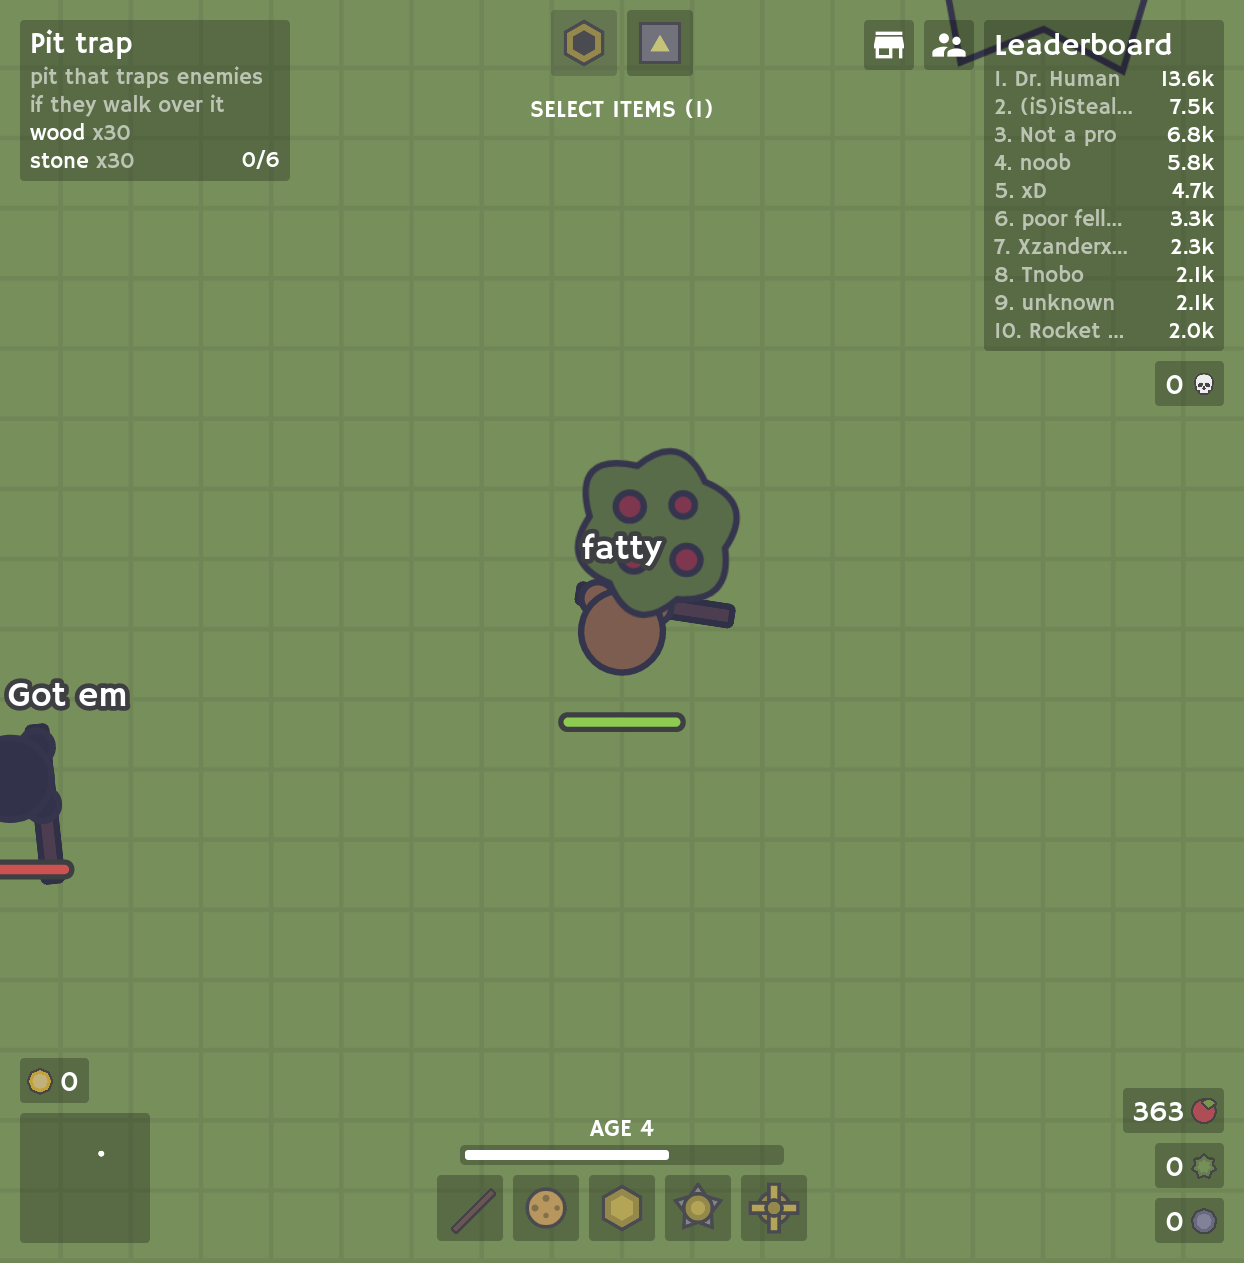 Pit trap
pit that traps enemies
if they walk over it
wood x30
stone x30 0/6
SELECT ITEMS (1)
Leaderboard
1. Dr. Human 13.6k
2. (iS)iSteal... 7.5k
3. Not a pro 6.8k
4. noob 5.8k
5. xD 4.7k
6. poor fell... 3.3k
7. Xzanderx... 2.3k
8. Tnobo 2.1k
9. unknown 2.1k
10. Rocket ... 2.0k
0
fatty
Got em
0
AGE 4
363
0
0